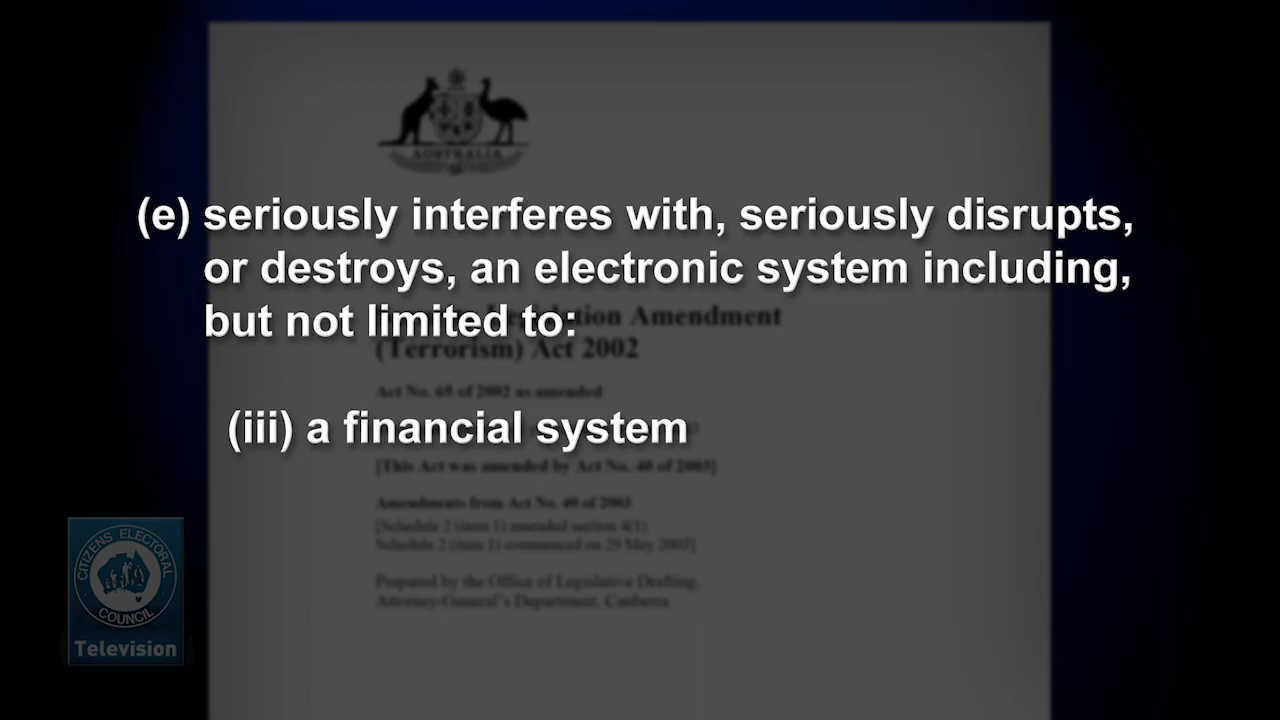 AUSTRALIA
(e) seriously interferes with, seriously disrupts,
or destroys, an electronic system including,
but not limited to:
Amendment
(Terrorism) Act 2002
Act No. 65 of 2002 as amended
(iii) a financial system
[This Act was amended by Act No. 40 of 2003]
Amendments from Act No. 40 of 2003
[Schedule 2 (item 1) amended section 4(1)
Schedule 2 (item 1) commenced on 29 May 2003]
Prepared by the Office of Legislative Drafting,
Attorney-General's Department, Canberra
CITIZENS ELECTORAL
COUNCIL
Television